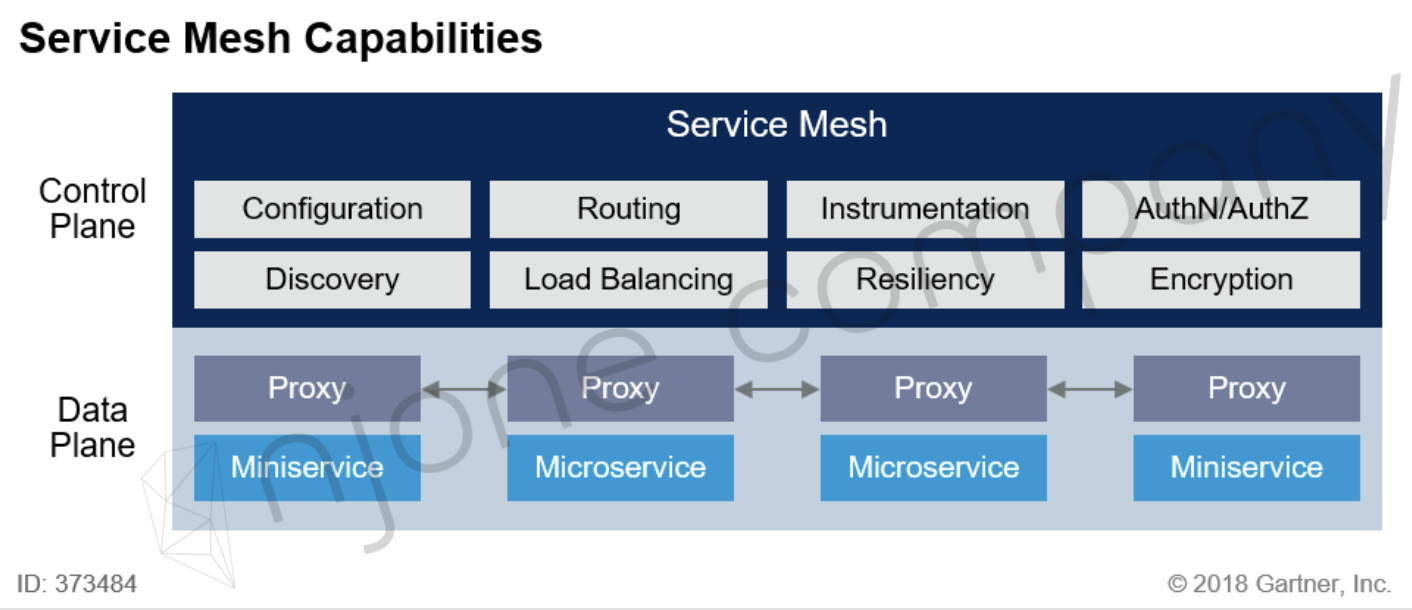 Service Mesh Capabilities
Service Mesh
Control
Plane
Configuration
Routing
Instrumentation
AuthN/AuthZ
Discovery
Load Balancing
Resiliency
Encryption
Data
Plane
Proxy
Proxy
Proxy
Proxy
Miniservice
Microservice
Microservice
Miniservice
njone company
ID: 373484
© 2018 Gartner, Inc.